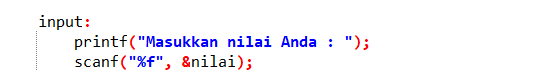 input:
printf("Masukkan nilai Anda : ");
scanf("%f", &nilai);